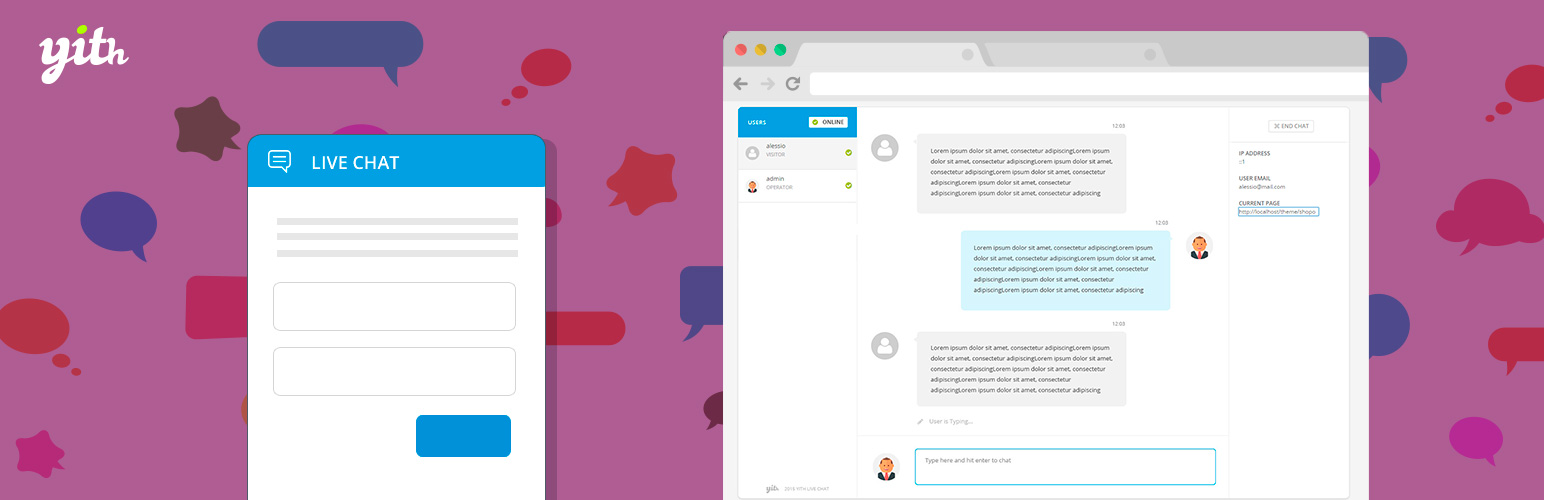 yith
LIVE CHAT
USERS
ONLINE
alessio
VISITOR
admin
OPERATOR
12:03
Lorem ipsum dolor sit amet, consectetur adipiscingLorem ipsum
dolor sit amet, consectetur adipiscingLorem ipsum dolor sit
amet, consectetur adipiscingLorem ipsum dolor sit amet,
consectetur adipiscingLorem ipsum dolor sit amet, consectetur
adipiscingLorem ipsum dolor sit amet, consectetur adipiscing
12:03
Lorem ipsum dolor sit amet, consectetur adipiscingLorem ipsum
dolor sit amet, consectetur adipiscingLorem ipsum dolor sit amet,
consectetur adipiscingLorem ipsum dolor sit amet, consectetur
adipiscingLorem ipsum dolor sit amet, consectetur
adipiscingLorem ipsum dolor sit amet, consectetur adipiscing
12:03
Lorem ipsum dolor sit amet, consectetur adipiscingLorem ipsum
dolor sit amet, consectetur adipiscingLorem ipsum dolor sit
amet, consectetur adipiscingLorem ipsum dolor sit amet, consectetur
adipiscingLorem ipsum dolor sit amet, consectetur
adipiscingLorem ipsum dolor sit amet, consectetur adipiscing
User is Typing...
Type here and hit enter to chat
yith 2015 YITH LIVE CHAT
END CHAT
IP ADDRESS
::1
USER EMAIL
alessio@mail.com
CURRENT PAGE
http://localhost/theme/shopo